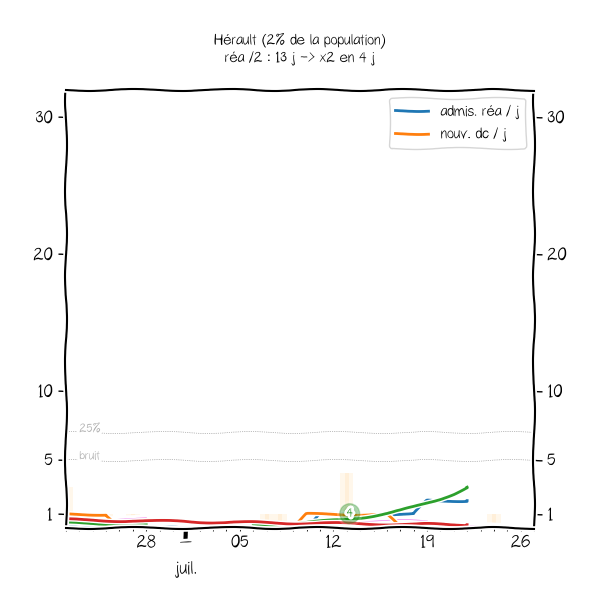 Hérault (2% de la population)
réa /2 : 13 j -> x2 en 4 j
admis. réa / j
nouv. dc / j
30 30
20 20
10 10
25%
5 5
bruit
1 1
4
28 1 05 12 19 26
juil.